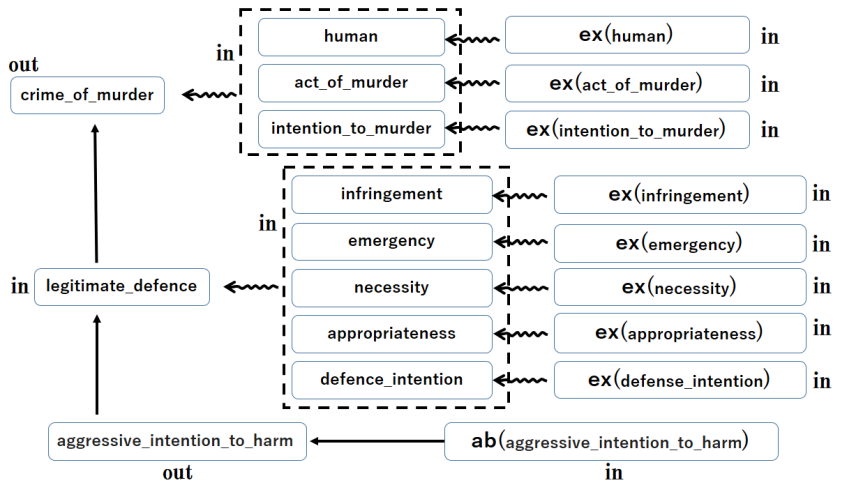 human
ex(human)
in
in
out
crime_of_murder
act_of_murder
ex(act_of_murder)
in
intention_to_murder
ex(intention_to_murder)
in
infringement
ex(infringement)
in
in
emergency
ex(emergency)
in
in
legitimate_defence
necessity
ex(necessity)
in
appropriateness
ex(appropriateness)
in
defence_intention
ex(defense_intention)
in
aggressive_intention_to_harm
ab(aggressive_intention_to_harm)
out
in